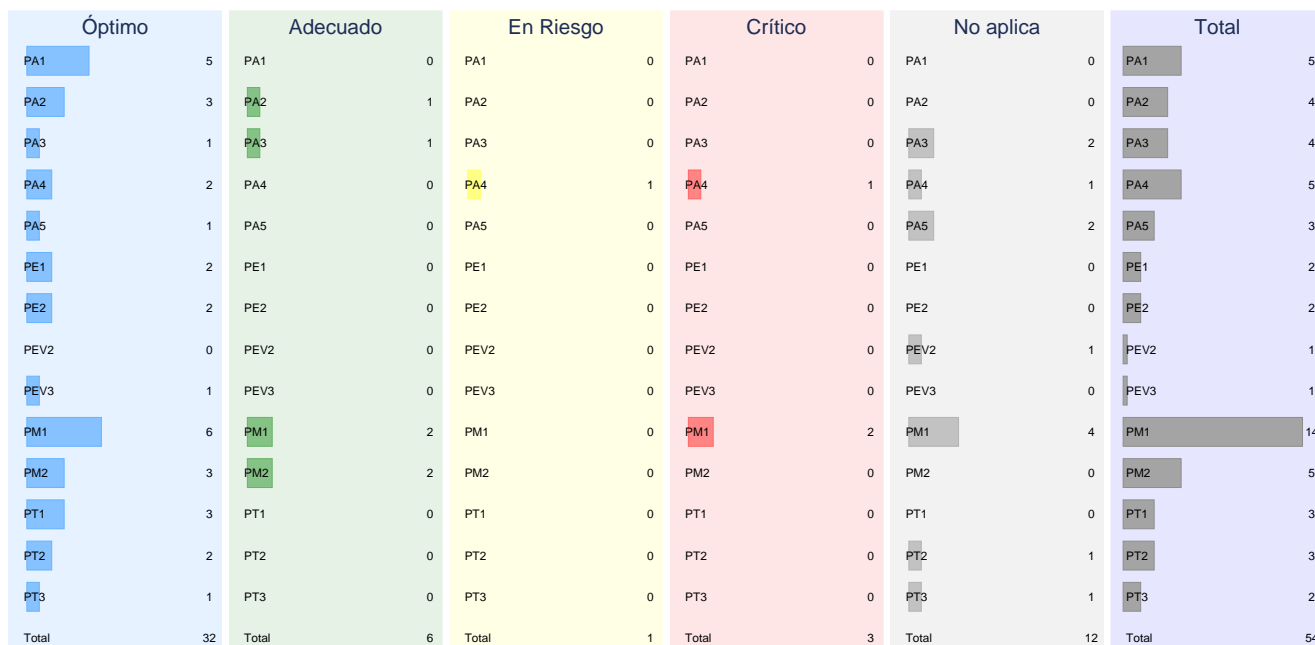 Óptimo Adecuado En Riesgo Crítico No aplica Total
PA1 5 PA1 0 PA1 0 PA1 0 PA1 0 PA1 5
PA2 3 PA2 1 PA2 0 PA2 0 PA2 0 PA2 4
PA3 1 PA3 1 PA3 0 PA3 0 PA3 2 PA3 4
PA4 2 PA4 0 PA4 1 PA4 1 PA4 1 PA4 5
PA5 1 PA5 0 PA5 0 PA5 0 PA5 2 PA5 3
PE1 2 PE1 0 PE1 0 PE1 0 PE1 0 PE1 2
PE2 2 PE2 0 PE2 0 PE2 0 PE2 0 PE2 2
PEV2 0 PEV2 0 PEV2 0 PEV2 0 PEV2 1 PEV2 1
PEV3 1 PEV3 0 PEV3 0 PEV3 0 PEV3 0 PEV3 1
PM1 6 PM1 2 PM1 0 PM1 2 PM1 4 PM1 14
PM2 3 PM2 2 PM2 0 PM2 0 PM2 0 PM2 5
PT1 3 PT1 0 PT1 0 PT1 0 PT1 0 PT1 3
PT2 2 PT2 0 PT2 0 PT2 0 PT2 1 PT2 3
PT3 1 PT3 0 PT3 0 PT3 0 PT3 1 PT3 2
Total 32 Total 6 Total 1 Total 3 Total 12 Total 54